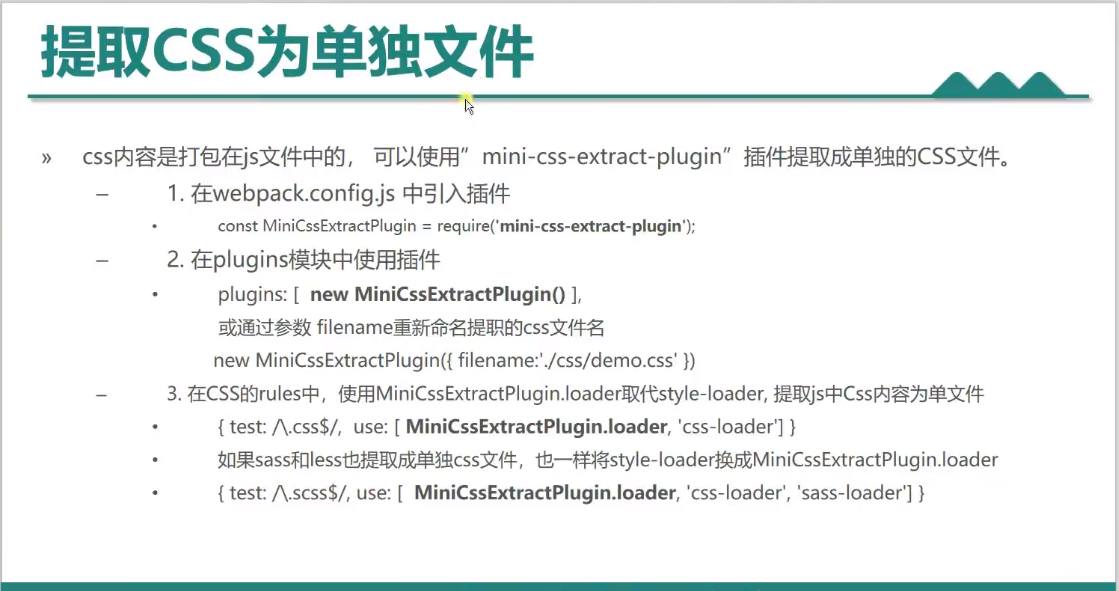 提取CSS为单独文件
» css内容是打包在js文件中的， 可以使用”mini-css-extract-plugin”插件提取成单独的CSS文件。
– 1. 在webpack.config.js 中引入插件
• const MiniCssExtractPlugin = require('mini-css-extract-plugin');
– 2. 在plugins模块中使用插件
• plugins: [ new MiniCssExtractPlugin() ],
或通过参数 filename重新命名提职的css文件名
new MiniCssExtractPlugin({ filename:'./css/demo.css' })
– 3. 在CSS的rules中，使用MiniCssExtractPlugin.loader取代style-loader, 提取js中Css内容为单文件
• { test: /\.css$/, use: [ MiniCssExtractPlugin.loader, 'css-loader'] }
• 如果sass和less也提取成单独css文件，也一样将style-loader换成MiniCssExtractPlugin.loader
• { test: /\.scss$/, use: [ MiniCssExtractPlugin.loader, 'css-loader', 'sass-loader'] }